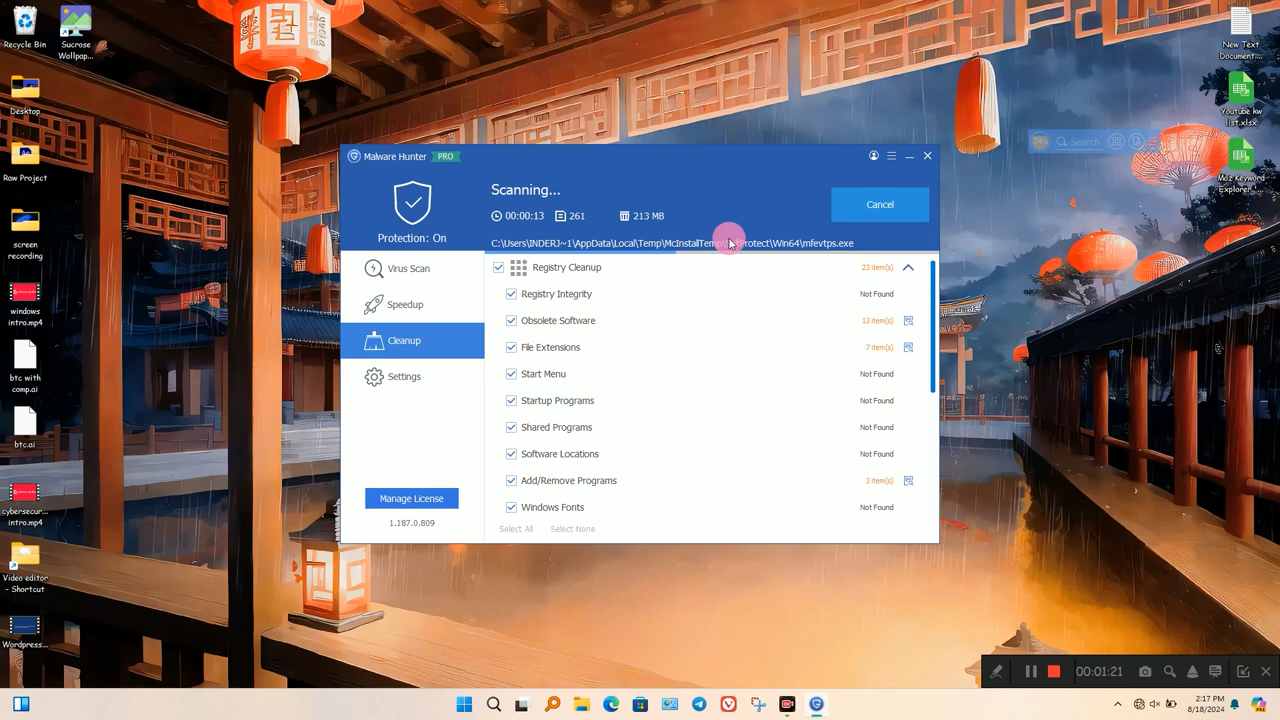 Recycle Bin
Sucrose
Wallpap...
Desktop
Raw Project
screen
recording
windows
intro.mp4
btc with
comp.ai
btc.ai
cybersecur...
intro.mp4
Video editor
- Shortcut
Wordpress...
New Text
Document....
Youtube kw
list.xlsx
Moz Keyword
Explorer ...
Search
Malware Hunter PRO
Protection: On
Scanning...
00:00:13 261 213 MB
Cancel
Virus Scan
Speedup
Cleanup
Settings
Manage License
1.187.0.809
Registry Cleanup 23 item(s)
Registry Integrity Not Found
Obsolete Software 13 item(s)
File Extensions 7 item(s)
Start Menu Not Found
Startup Programs Not Found
Shared Programs Not Found
Software Locations Not Found
Add/Remove Programs 3 item(s)
Windows Fonts Not Found
Select All Select None
00:01:21
2:17 PM
8/18/2024